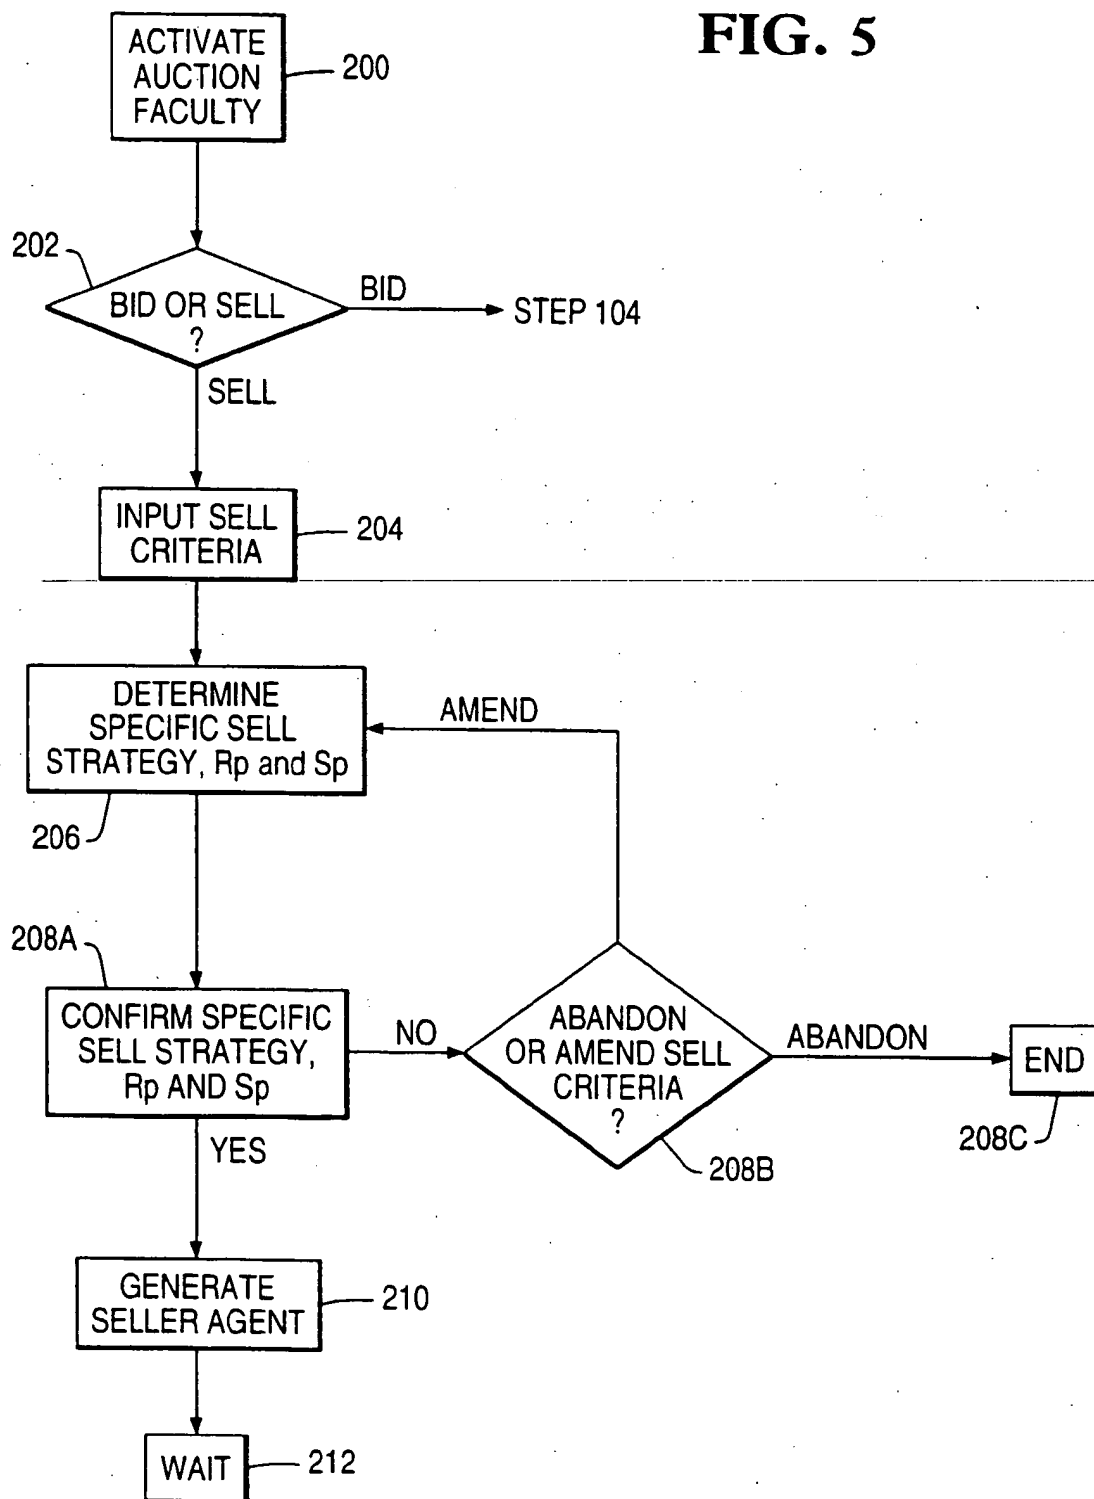 FIG. 5
ACTIVATE
AUCTION
FACULTY
200
202
BID OR SELL
?
BID
STEP 104
SELL
INPUT SELL
CRITERIA
204
DETERMINE
SPECIFIC SELL
STRATEGY, Rp and Sp
206
AMEND
208A
CONFIRM SPECIFIC
SELL STRATEGY,
Rp AND Sp
NO
ABANDON
OR AMEND SELL
CRITERIA
?
208B
ABANDON
END
208C
YES
GENERATE
SELLER AGENT
210
WAIT
212